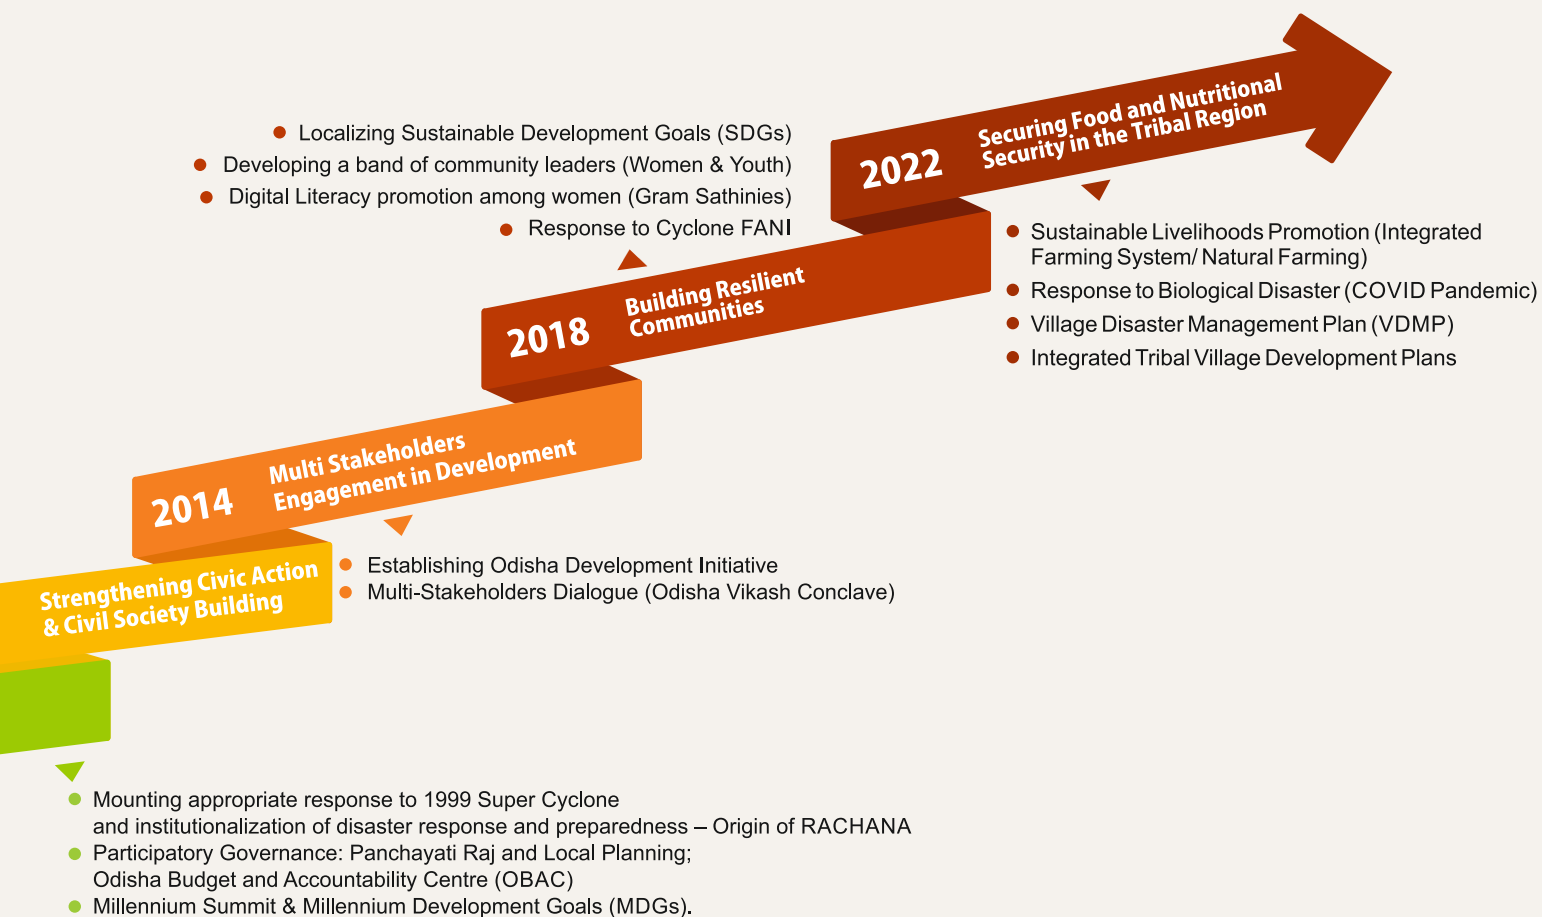 Localizing Sustainable Development Goals (SDGs)
Developing a band of community leaders (Women & Youth)
Digital Literacy promotion among women (Gram Sathinies)
Response to Cyclone FANI
2022
Securing Food and Nutritional
Security in the Tribal Region
Sustainable Livelihoods Promotion (Integrated
Farming System/ Natural Farming)
Response to Biological Disaster (COVID Pandemic)
Village Disaster Management Plan (VDMP)
Integrated Tribal Village Development Plans
2018
Building Resilient
Communities
2014
Multi Stakeholders
Engagement in Development
Establishing Odisha Development Initiative
Multi-Stakeholders Dialogue (Odisha Vikash Conclave)
Strengthening Civic Action
& Civil Society Building
Mounting appropriate response to 1999 Super Cyclone
and institutionalization of disaster response and preparedness – Origin of RACHANA
Participatory Governance: Panchayati Raj and Local Planning;
Odisha Budget and Accountability Centre (OBAC)
Millennium Summit & Millennium Development Goals (MDGs).